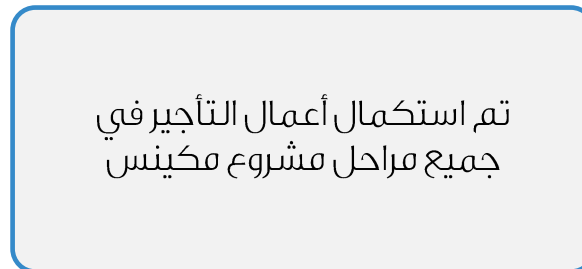 تم استكمال أعمال التأجير في
جميع مراحل مشروع مكينس